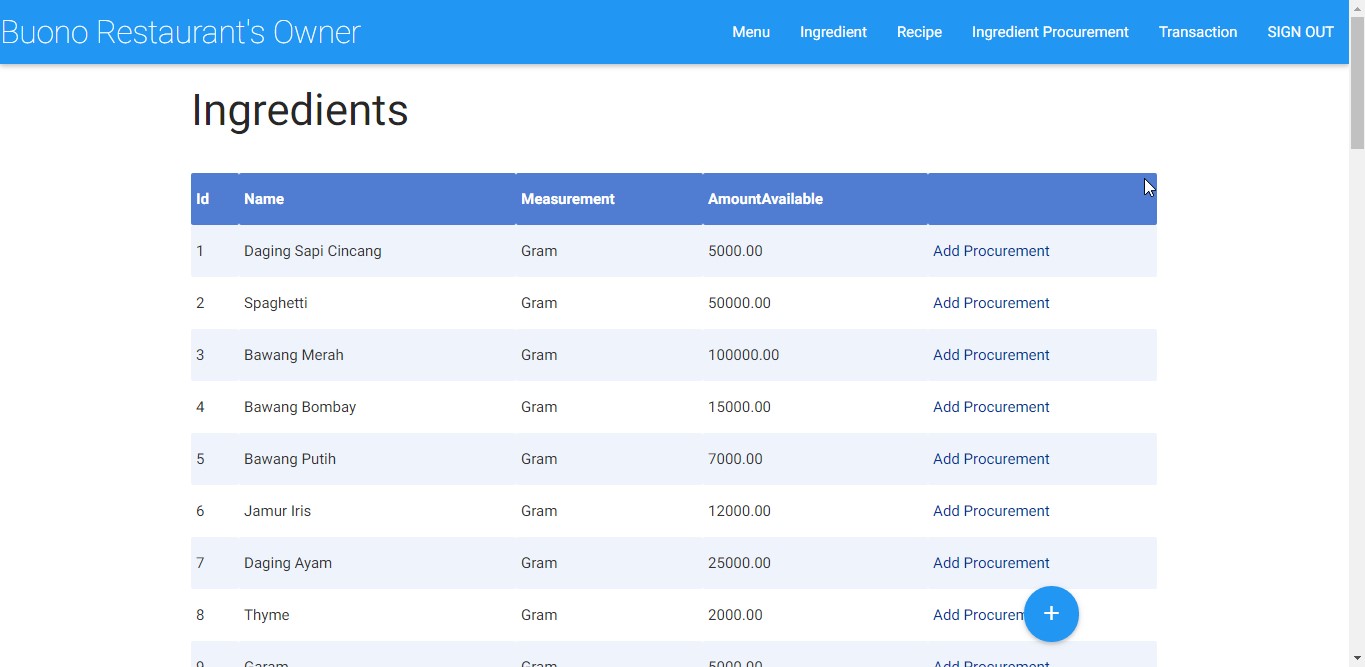 Buono Restaurant's Owner Menu Ingredient Recipe Ingredient Procurement Transaction SIGN OUT
Ingredients
Id Name Measurement AmountAvailable
1 Daging Sapi Cincang Gram 5000.00 Add Procurement
2 Spaghetti Gram 50000.00 Add Procurement
3 Bawang Merah Gram 100000.00 Add Procurement
4 Bawang Bombay Gram 15000.00 Add Procurement
5 Bawang Putih Gram 7000.00 Add Procurement
6 Jamur Iris Gram 12000.00 Add Procurement
7 Daging Ayam Gram 25000.00 Add Procurement
8 Thyme Gram 2000.00 Add Procurem +
9 Garam Gram 5000.00 Add Procurement